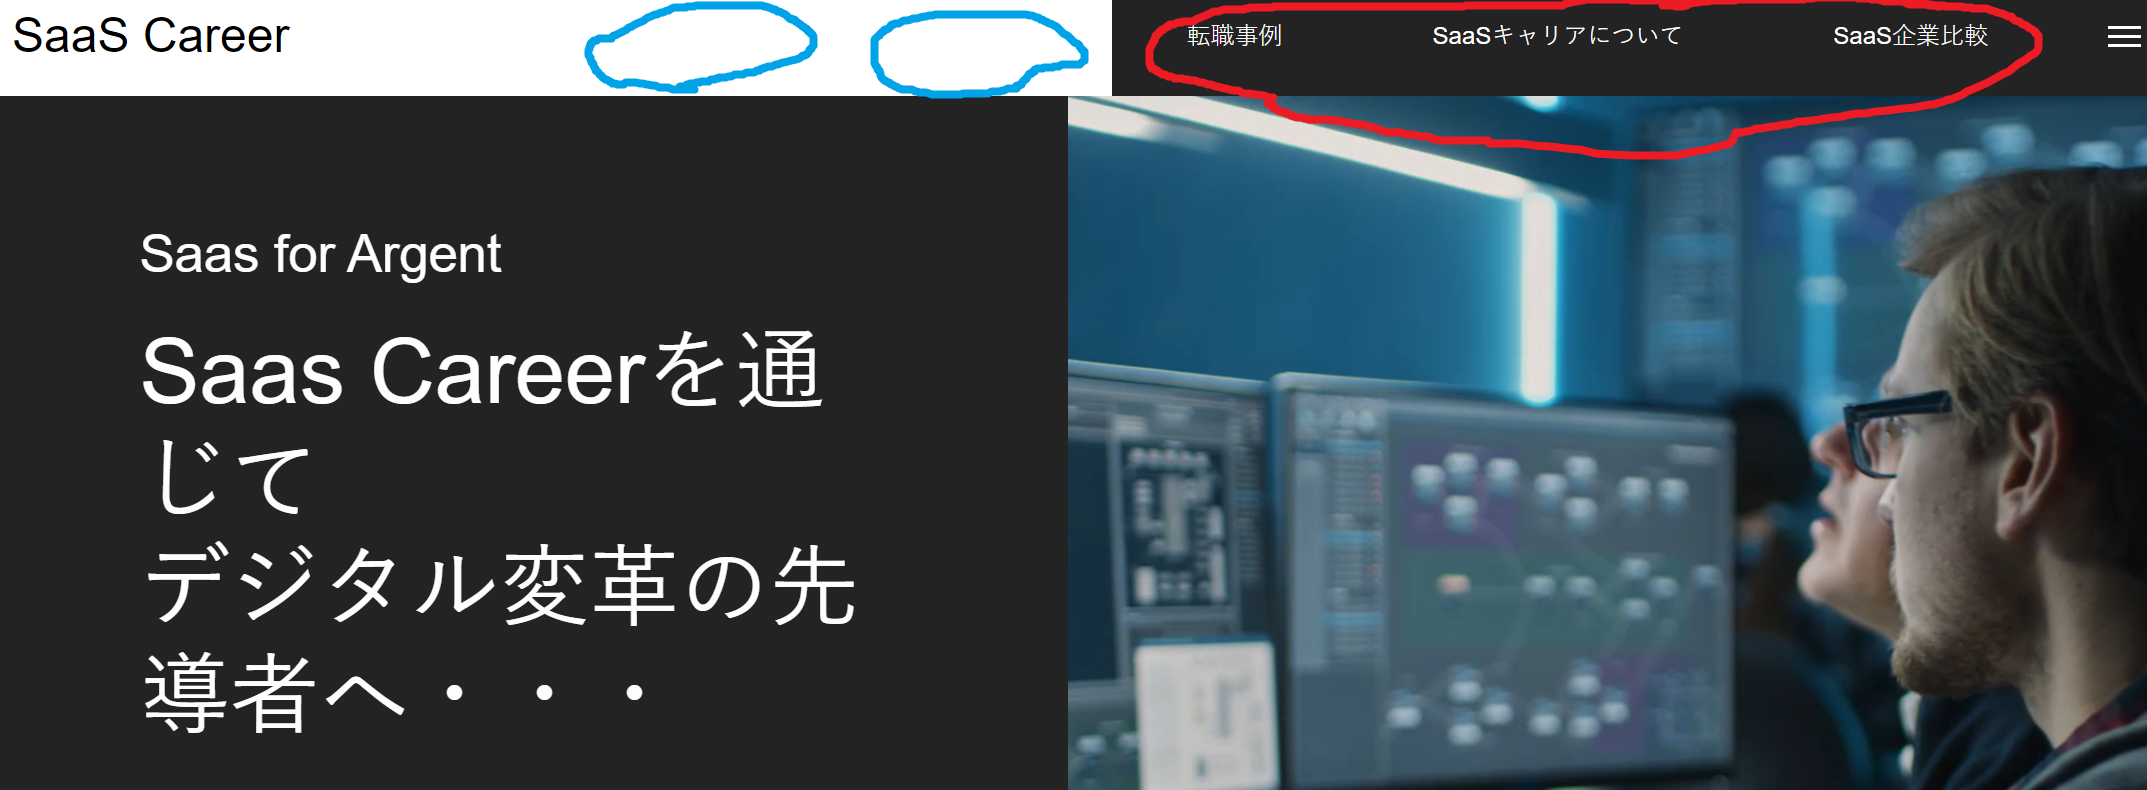 SaaS Career
転職事例
SaaSキャリアについて
SaaS企業比較
Saas for Argent
Saas Careerを通
じて
デジタル変革の先
導者へ・・・